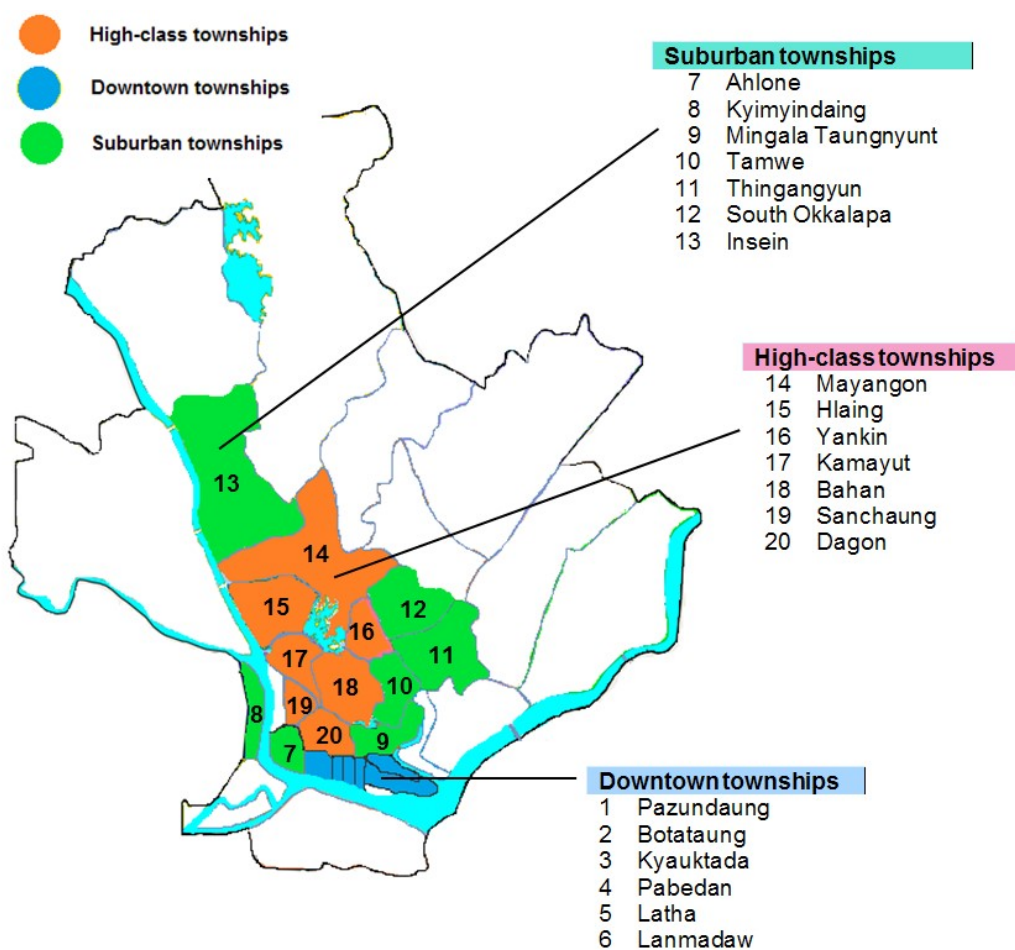 High-class townships
Downtown townships
Suburban townships
Suburban townships
7 Ahlone
8 Kyimyindaing
9 Mingala Taungnyunt
10 Tamwe
11 Thingangyun
12 South Okkalapa
13 Insein
High-class townships
14 Mayangon
15 Hlaing
16 Yankin
17 Kamayut
18 Bahan
19 Sanchaung
20 Dagon
13
14
15
12
16
11
17
18
10
8
19
20
9
7
Downtown townships
1 Pazundaung
2 Botataung
3 Kyauktada
4 Pabedan
5 Latha
6 Lanmadaw